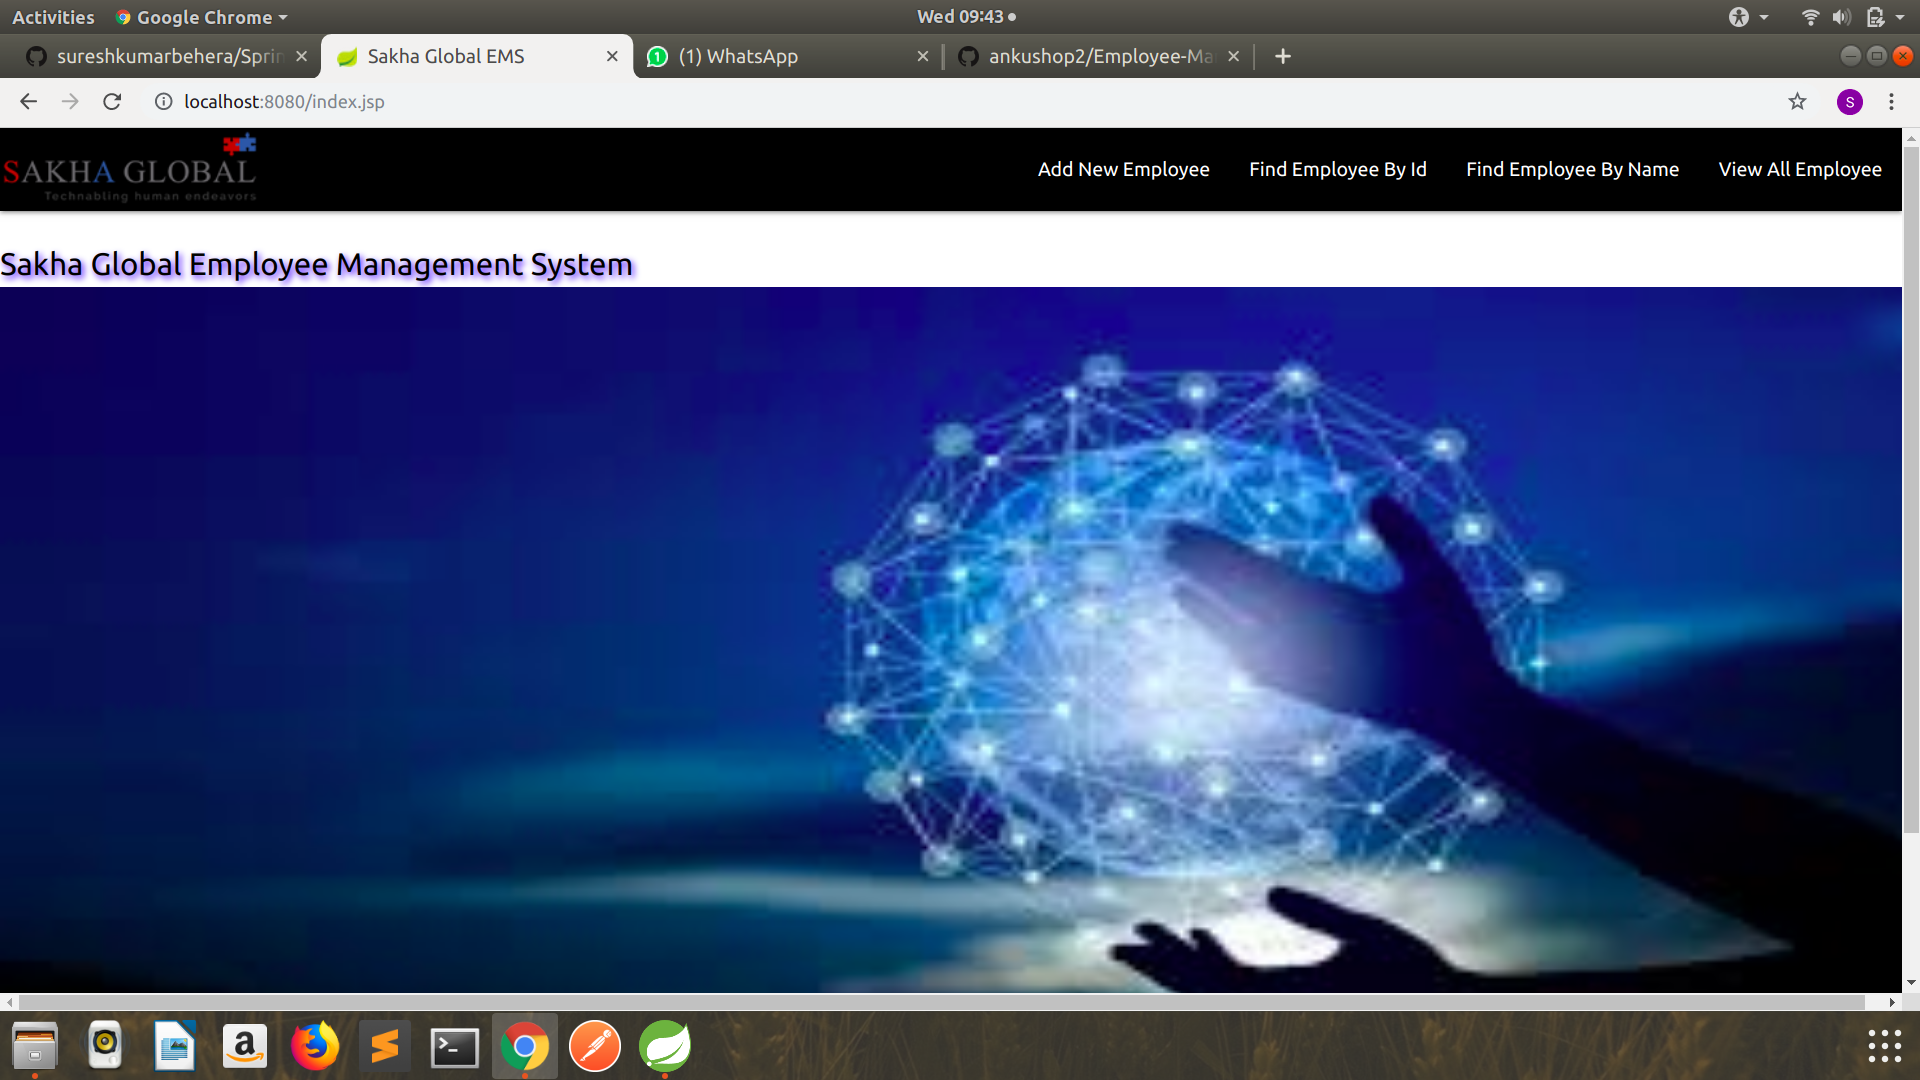 Activities Google Chrome Wed 09:43
sureshkumarbehera/Sprin Sakha Global EMS (1) WhatsApp ankushop2/Employee-Ma
localhost:8080/index.jsp S
SAKHA GLOBAL
Technabling human endeavors
Add New Employee Find Employee By Id Find Employee By Name View All Employee
Sakha Global Employee Management System